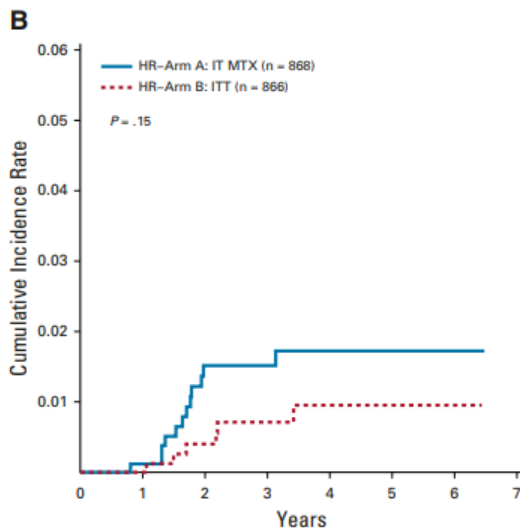 B
0.06
HR–Arm A: IT MTX (n = 868)
HR–Arm B: ITT (n = 866)
0.05
P = .15
0.04
0.03
0.02
0.01
Cumulative Incidence Rate
0 1 2 3 4 5 6 7
Years